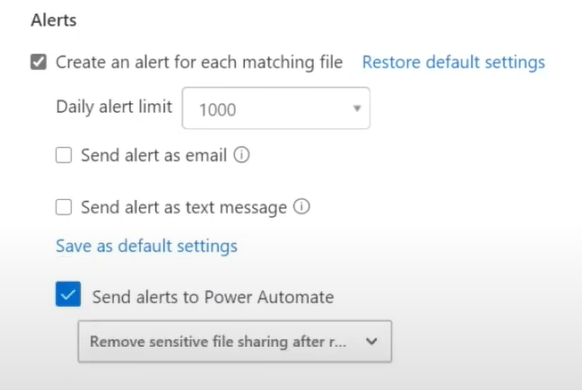 Alerts
Create an alert for each matching file Restore default settings
Daily alert limit 1000
Send alert as email
Send alert as text message
Save as default settings
Send alerts to Power Automate
Remove sensitive file sharing after r...